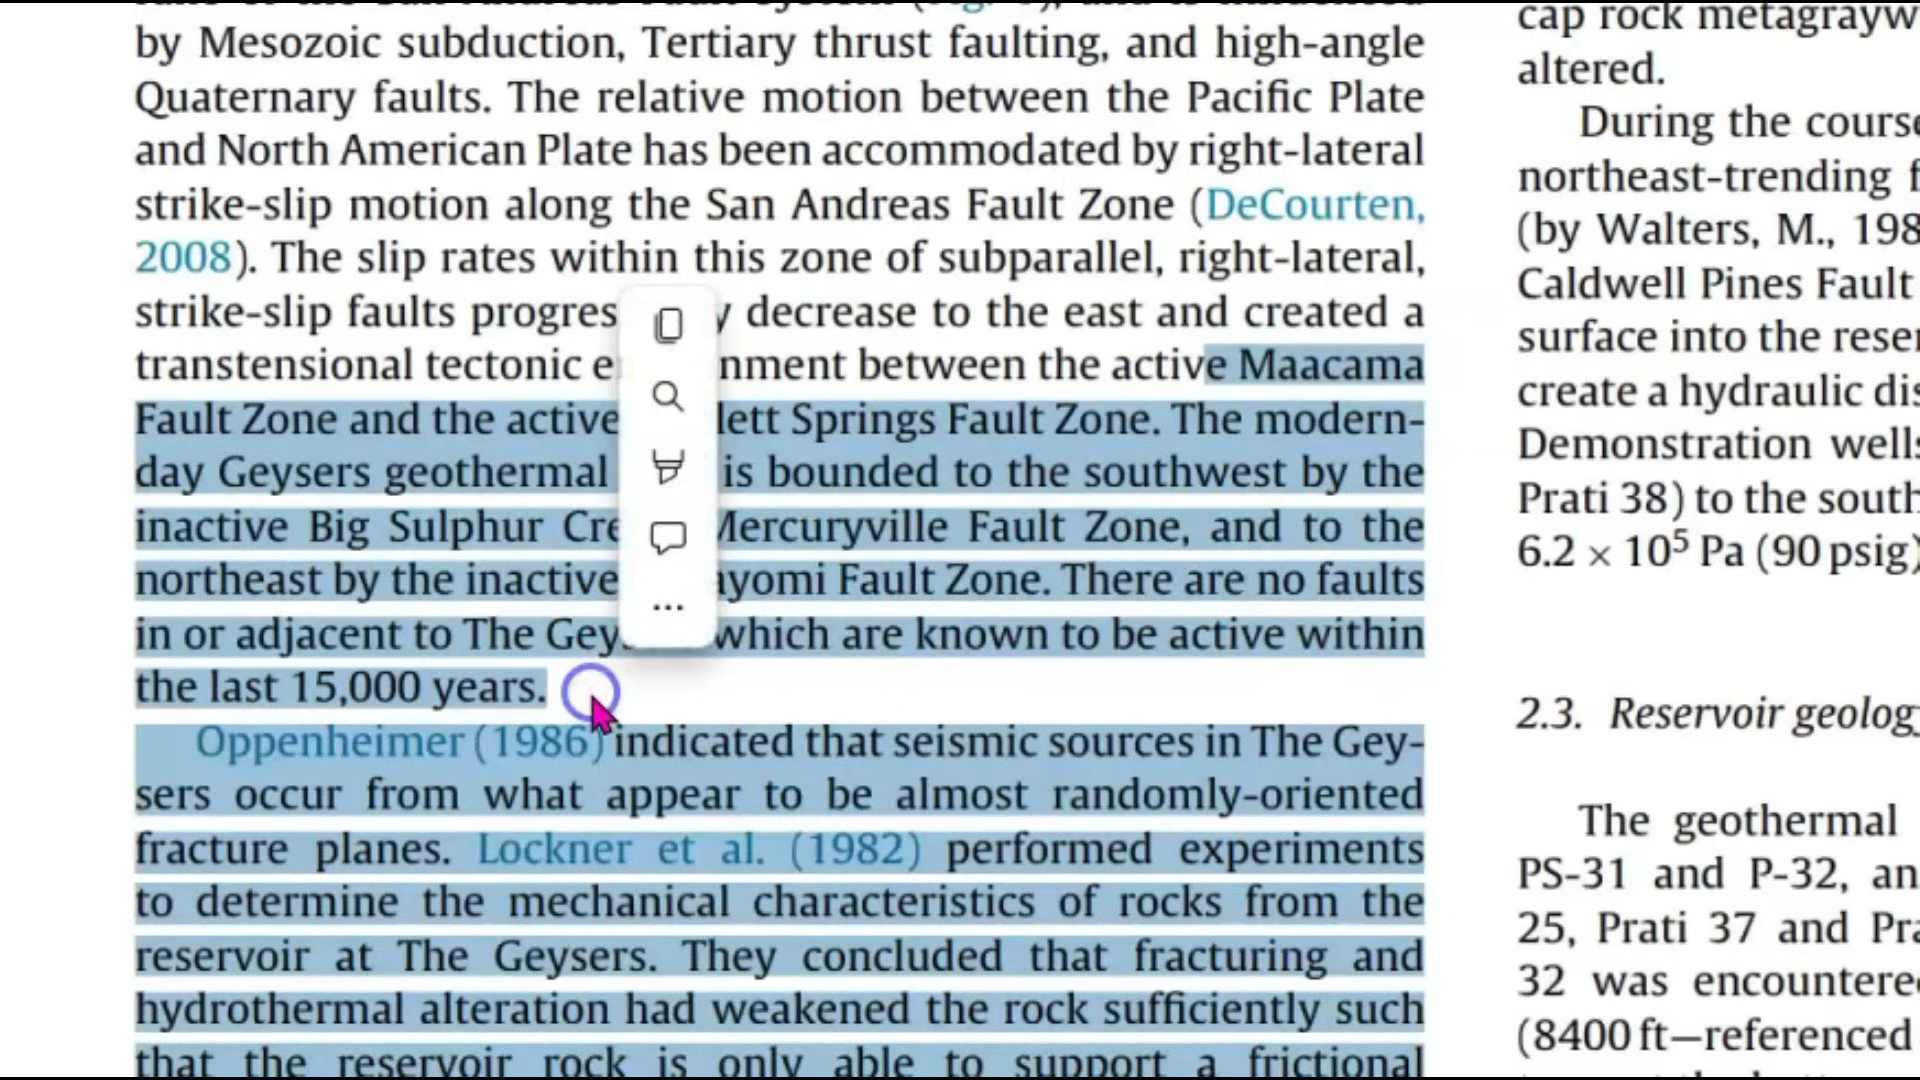 by Mesozoic subduction, Tertiary thrust faulting, and high-angle
Quaternary faults. The relative motion between the Pacific Plate
and North American Plate has been accommodated by right-lateral
strike-slip motion along the San Andreas Fault Zone (DeCourten,
2008). The slip rates within this zone of subparallel, right-lateral,
strike-slip faults progres y decrease to the east and created a
transtensional tectonic e nment between the active Maacama
Fault Zone and the active lett Springs Fault Zone. The modern-
day Geysers geothermal is bounded to the southwest by the
inactive Big Sulphur Cre Mercuryville Fault Zone, and to the
northeast by the inactive ayomi Fault Zone. There are no faults
in or adjacent to The Gey which are known to be active within
the last 15,000 years.
Oppenheimer (1986) indicated that seismic sources in The Gey-
sers occur from what appear to be almost randomly-oriented
fracture planes. Lockner et al. (1982) performed experiments
to determine the mechanical characteristics of rocks from the
reservoir at The Geysers. They concluded that fracturing and
hydrothermal alteration had weakened the rock sufficiently such
that the reservoir rock is only able to support a frictional
cap rock metagrayw
altered.
During the course
northeast-trending f
(by Walters, M., 198
Caldwell Pines Fault
surface into the reser
create a hydraulic dis
Demonstration wells
Prati 38) to the south
6.2 × 10⁵ Pa (90 psig)
2.3. Reservoir geology
The geothermal
PS-31 and P-32, an
25, Prati 37 and Pra
32 was encountere
(8400 ft—referenced